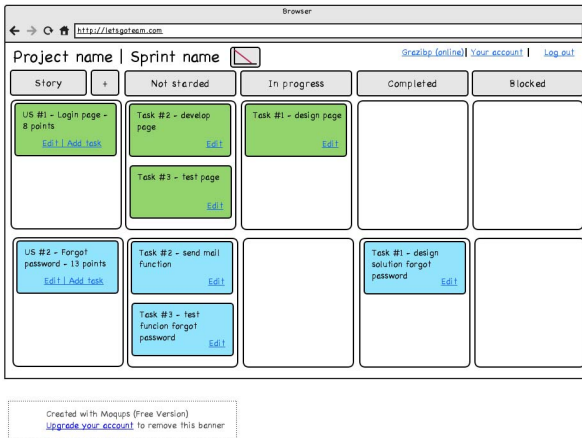 Browser
http://letsgoteam.com
Project name | Sprint name
Grezibp (online) | Your account | Log out
Story + Not starded In progress Completed Blocked
US #1 - Login page -
8 points
Edit | Add task
Task #2 - develop
page
Edit
Task #3 - test page
Edit
Task #1 - design page
Edit
US #2 - Forgot
password - 13 points
Edit | Add task
Task #2 - send mail
function
Edit
Task #3 - test
funcion forgot
password
Edit
Task #1 - design
solution forgot
password
Edit
Created with Moqups (Free Version)
Upgrade your account to remove this banner